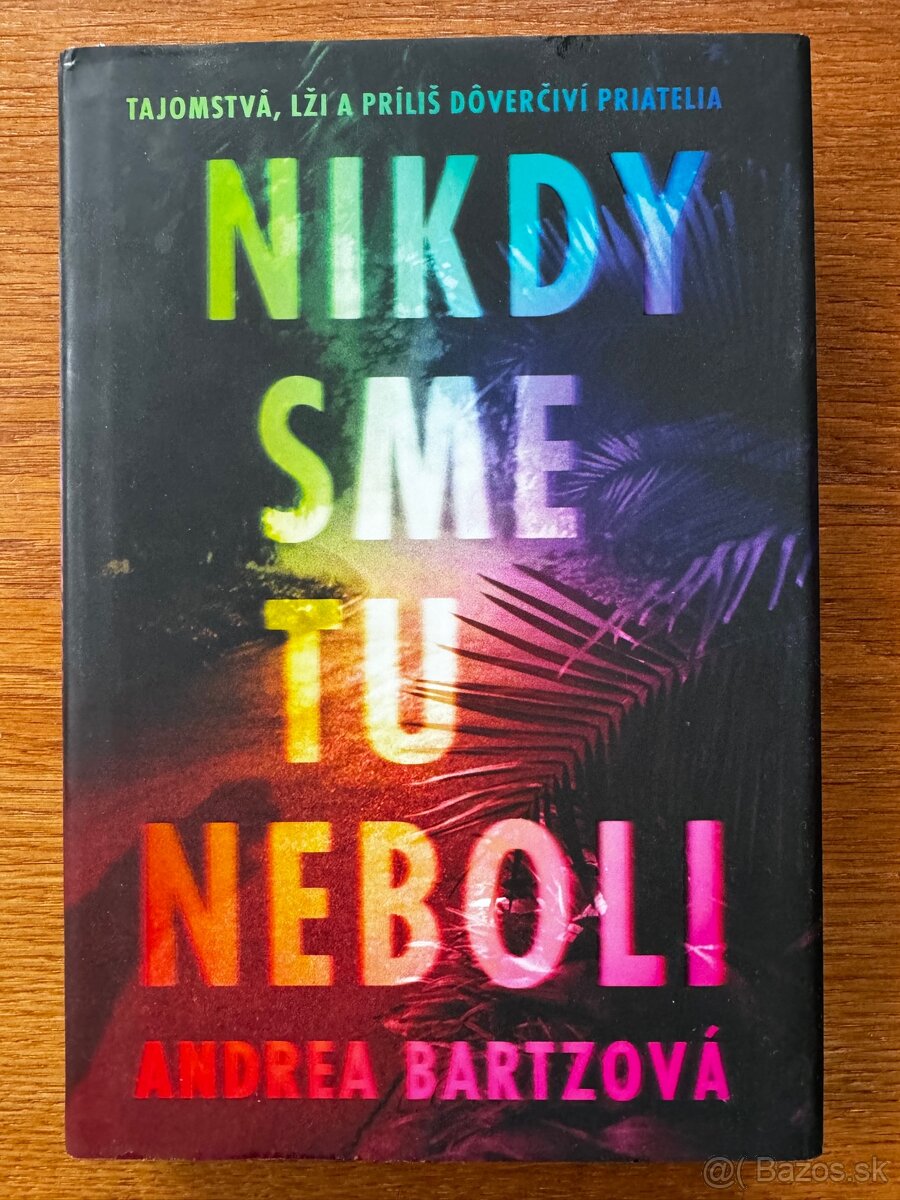 TAJOMSTVÁ, LŽI A PRÍLIŠ DÔVERČIVÍ PRIATELIA
NIKDY
SME
TU
NEBOLI
ANDREA BARTZOVÁ
@( Bazos.sk